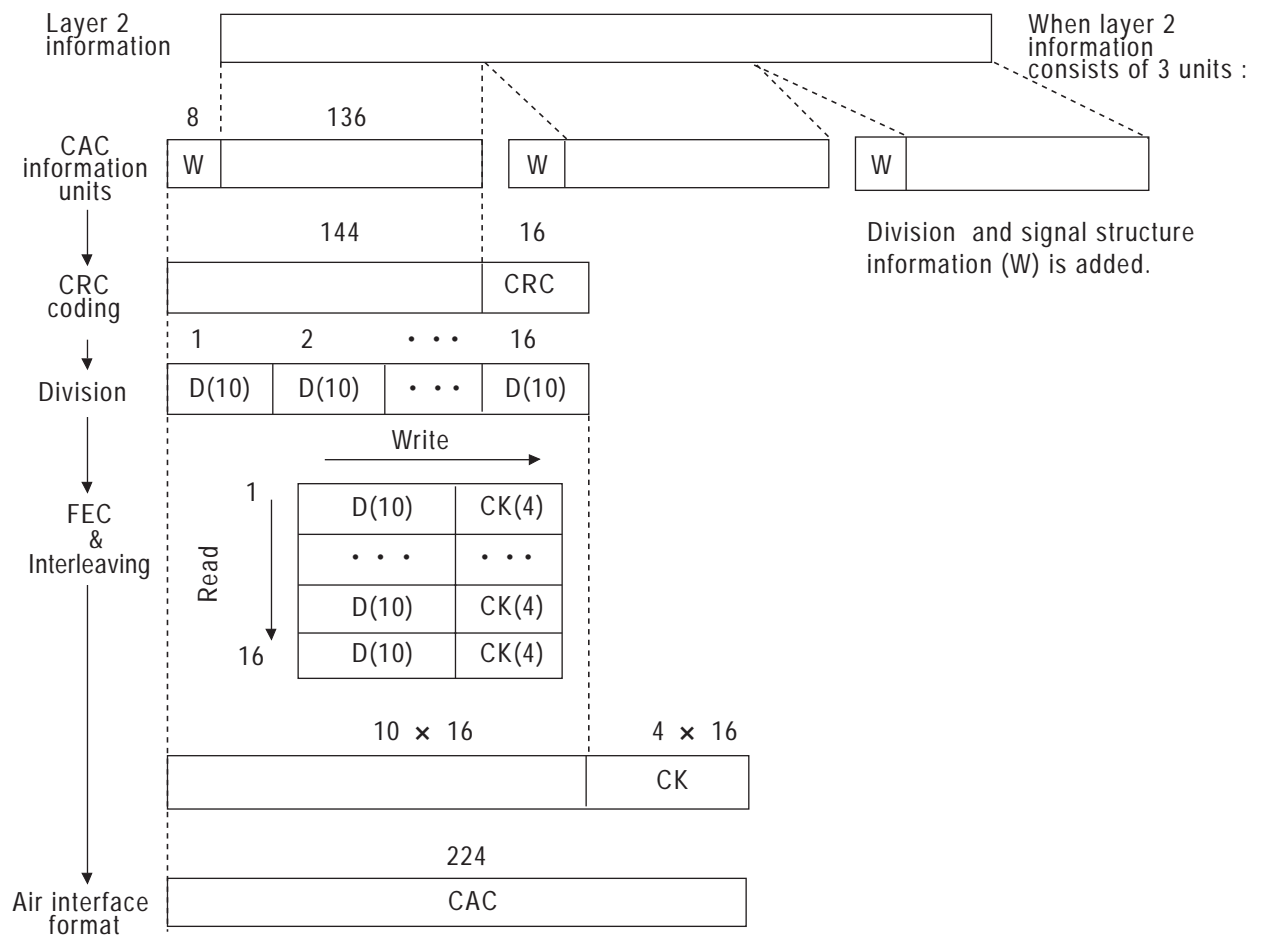 Layer 2
information
When layer 2
information
consists of 3 units :
8 136
CAC
information
units
W W W
144 16
Division and signal structure
information (W) is added.
CRC
coding
CRC
1 2 ・・・ 16
Division
D(10) D(10) ・・・ D(10)
Write
1
D(10) CK(4)
FEC
&
Interleaving
Read
・・・ ・・・
D(10) CK(4)
16 D(10) CK(4)
10 × 16 4 × 16
CK
224
Air interface
format
CAC